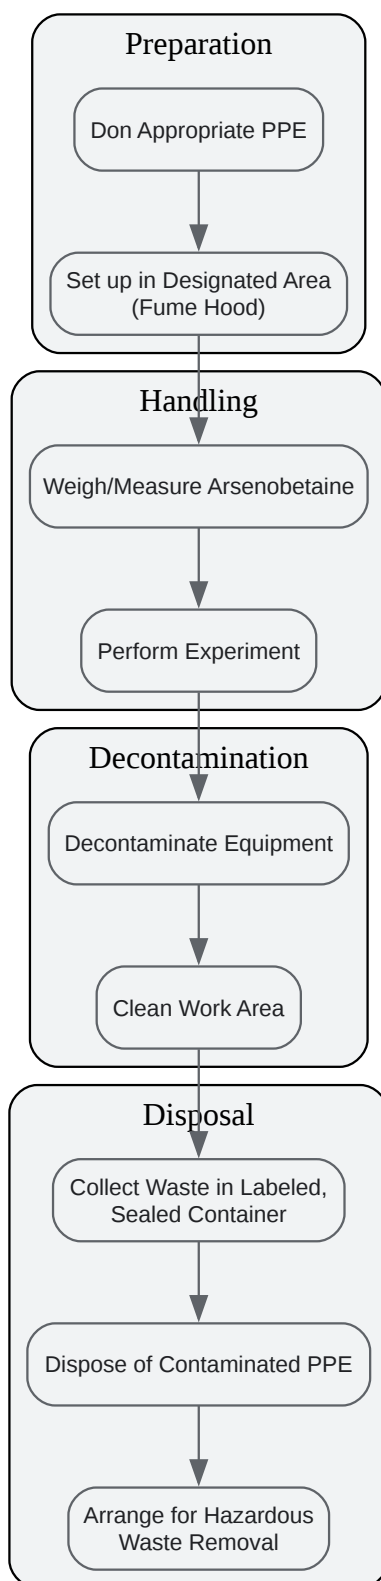 Preparation
Don Appropriate PPE
Set up in Designated Area
(Fume Hood)
Handling
Weigh/Measure Arsenobetaine
Perform Experiment
Decontamination
Decontaminate Equipment
Clean Work Area
Disposal
Collect Waste in Labeled,
Sealed Container
Dispose of Contaminated PPE
Arrange for Hazardous
Waste Removal